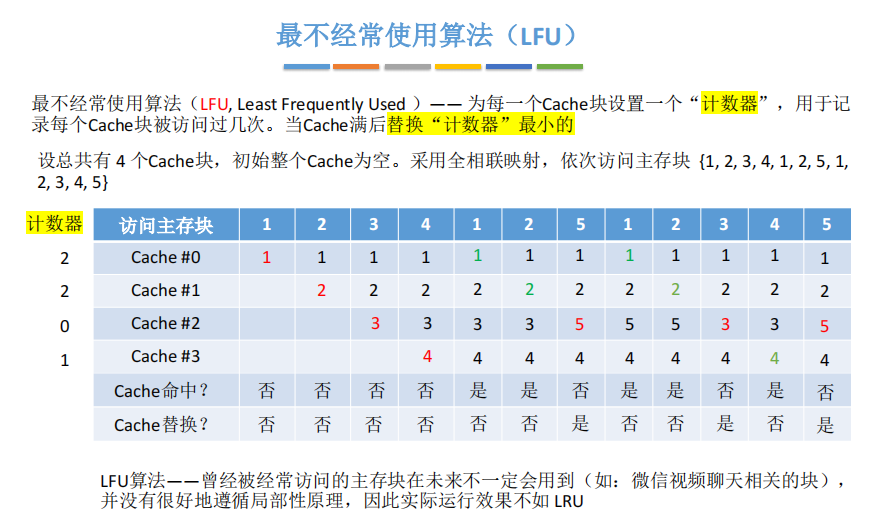 最不经常使用算法（LFU）
最不经常使用算法（LFU, Least Frequently Used ）—— 为每一个Cache块设置一个“计数器”，用于记
录每个Cache块被访问过几次。当Cache满后替换“计数器”最小的
设总共有 4 个Cache块，初始整个Cache为空。采用全相联映射，依次访问主存块 {1, 2, 3, 4, 1, 2, 5, 1,
2, 3, 4, 5}
计数器 访问主存块 1 2 3 4 1 2 5 1 2 3 4 5
2 Cache #0 1 1 1 1 1 1 1 1 1 1 1 1
2 Cache #1 2 2 2 2 2 2 2 2 2 2 2
0 Cache #2 3 3 3 3 5 5 5 3 3 5
1 Cache #3 4 4 4 4 4 4 4 4 4
Cache命中？ 否 否 否 否 是 是 否 是 是 否 是 否
Cache替换？ 否 否 否 否 否 否 是 否 否 是 否 是
LFU算法——曾经被经常访问的主存块在未来不一定会用到（如：微信视频聊天相关的块），
并没有很好地遵循局部性原理，因此实际运行效果不如 LRU